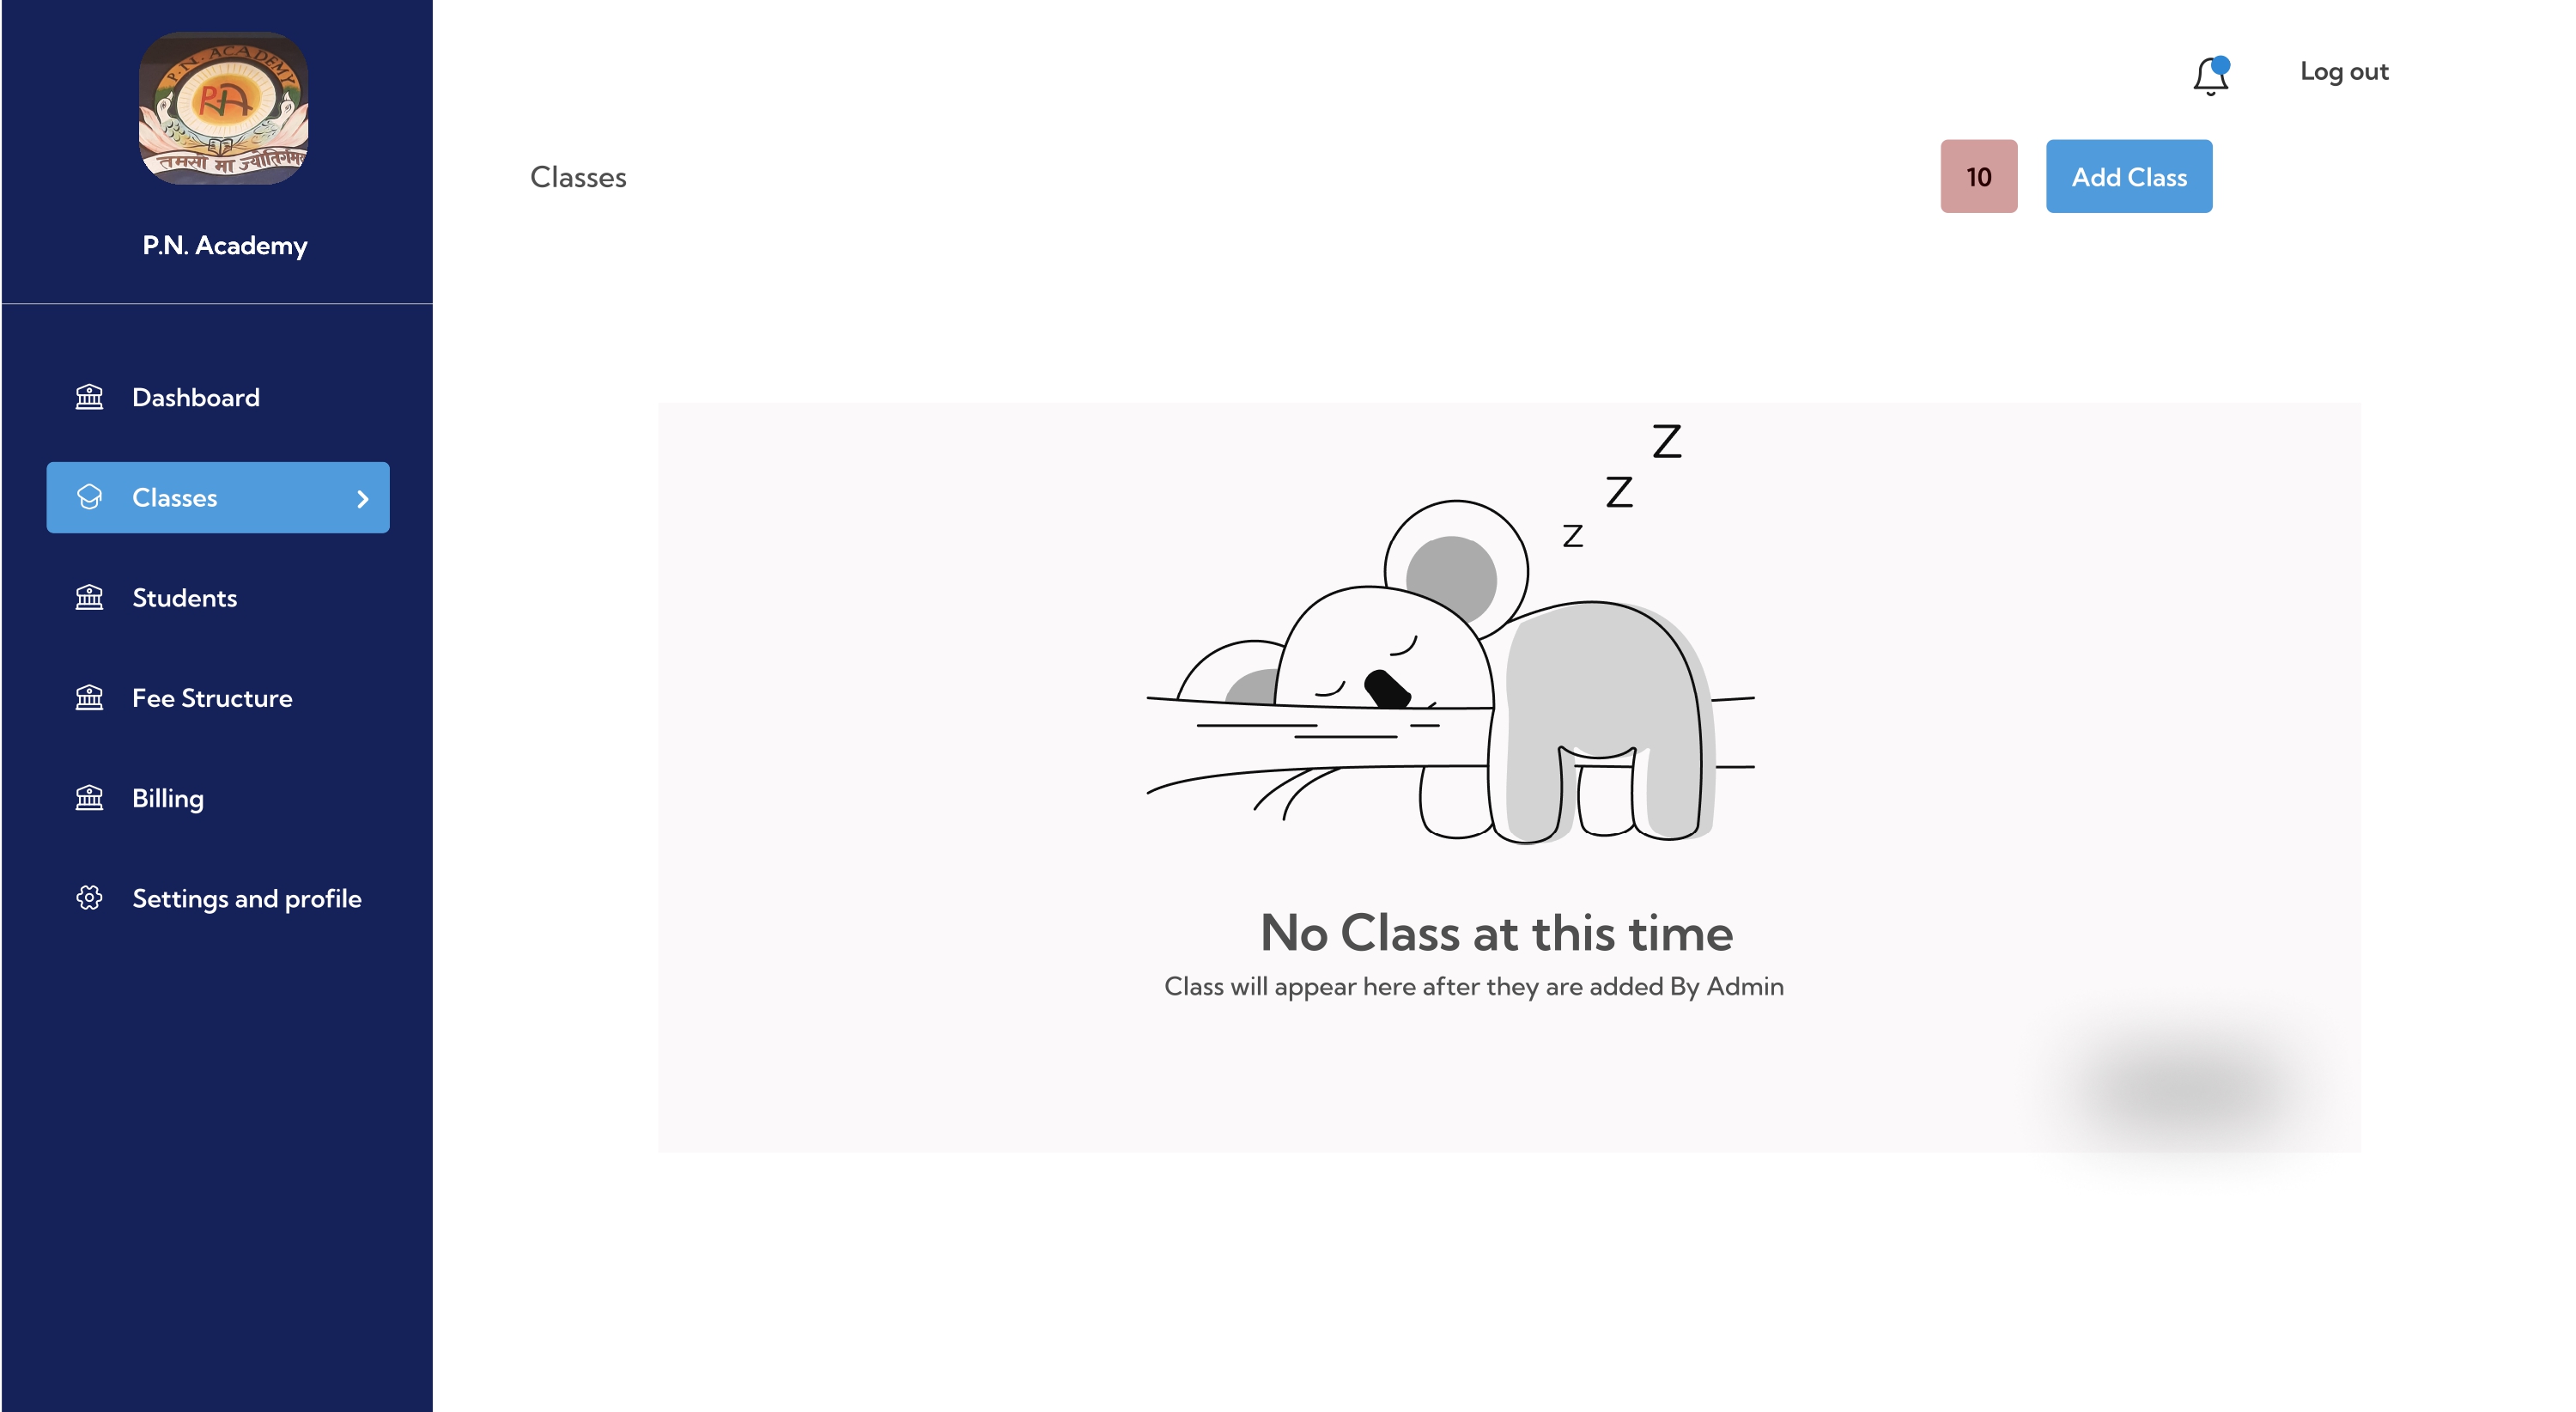 P.N. ACADEMY
PA
तमसो मा ज्योतिर्गम
P.N. Academy
Dashboard
Classes
Students
Fee Structure
Billing
Settings and profile
Log out
Classes
10
Add Class
Z
Z
Z
No Class at this time
Class will appear here after they are added By Admin